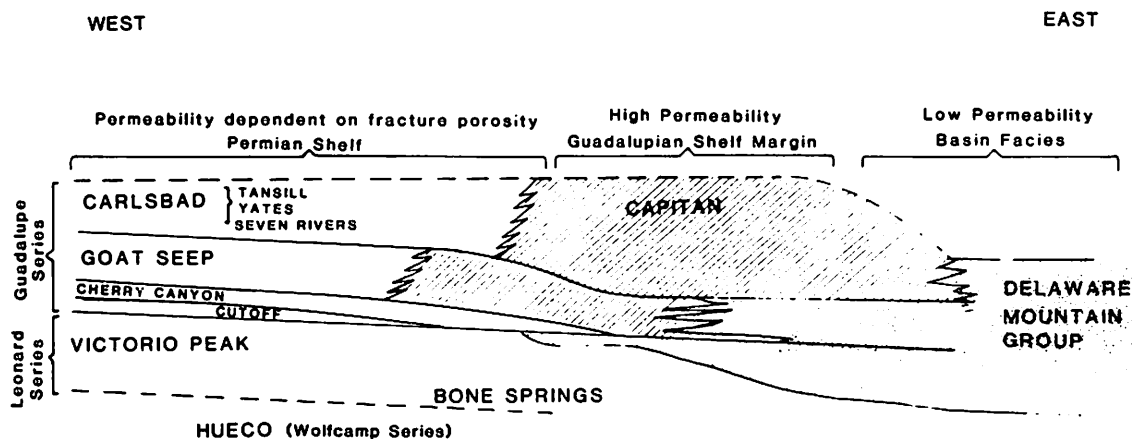 WEST
EAST
Permeability dependent on fracture porosity
Permian Shelf
High Permeability
Guadalupian Shelf Margin
Low Permeability
Basin Facies
Guadalupe
Series
CARLSBAD
TANSILL
YATES
SEVEN RIVERS
CAPITAN
GOAT SEEP
CHERRY CANYON
CUTOFF
DELAWARE
MOUNTAIN
GROUP
Leonard
Series
VICTORIO PEAK
BONE SPRINGS
HUECO (Wolfcamp Series)